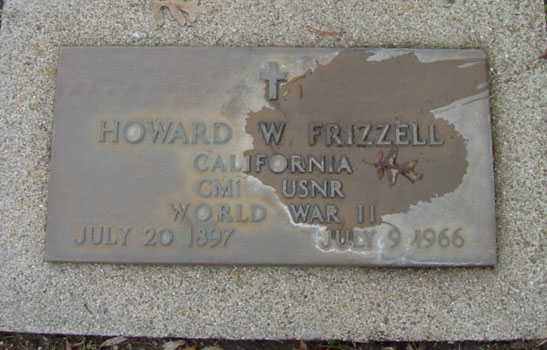 HOWARD W FRIZZELL
CALIFORNIA
CM1 USNR
WORLD WAR II
JULY 20 1897 JULY 9 1966